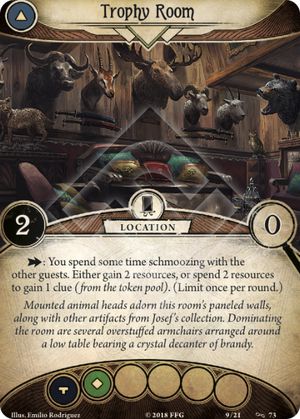 Trophy Room
2
LOCATION
0
: You spend some time schmoozing with the
other guests. Either gain 2 resources, or spend 2 resources
to gain 1 clue (from the token pool). (Limit once per round.)
Mounted animal heads adorn this room's paneled walls,
along with other artifacts from Josef's collection. Dominating
the room are several overstuffed armchairs arranged around
a low table bearing a crystal decanter of brandy.
Illus. Emilio Rodriguez © 2018 FFG 9/21 73